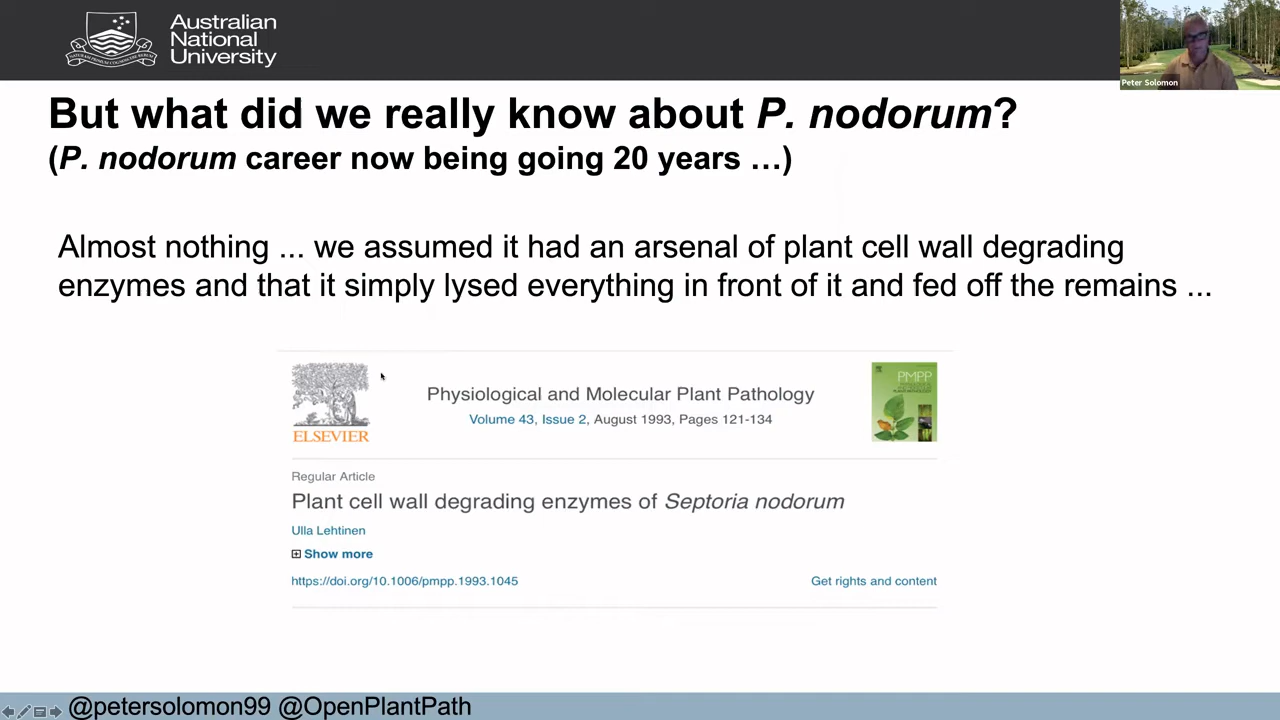 Australian
National
University
Peter Solomon
But what did we really know about P. nodorum?
(P. nodorum career now being going 20 years …)
Almost nothing ... we assumed it had an arsenal of plant cell wall degrading
enzymes and that it simply lysed everything in front of it and fed off the remains ...
ELSEVIER
Physiological and Molecular Plant Pathology
Volume 43, Issue 2, August 1993, Pages 121-134
PMPP
Regular Article
Plant cell wall degrading enzymes of Septoria nodorum
Ulla Lehtinen
Show more
https://doi.org/10.1006/pmpp.1993.1045
Get rights and content
@petersolomon99 @OpenPlantPath